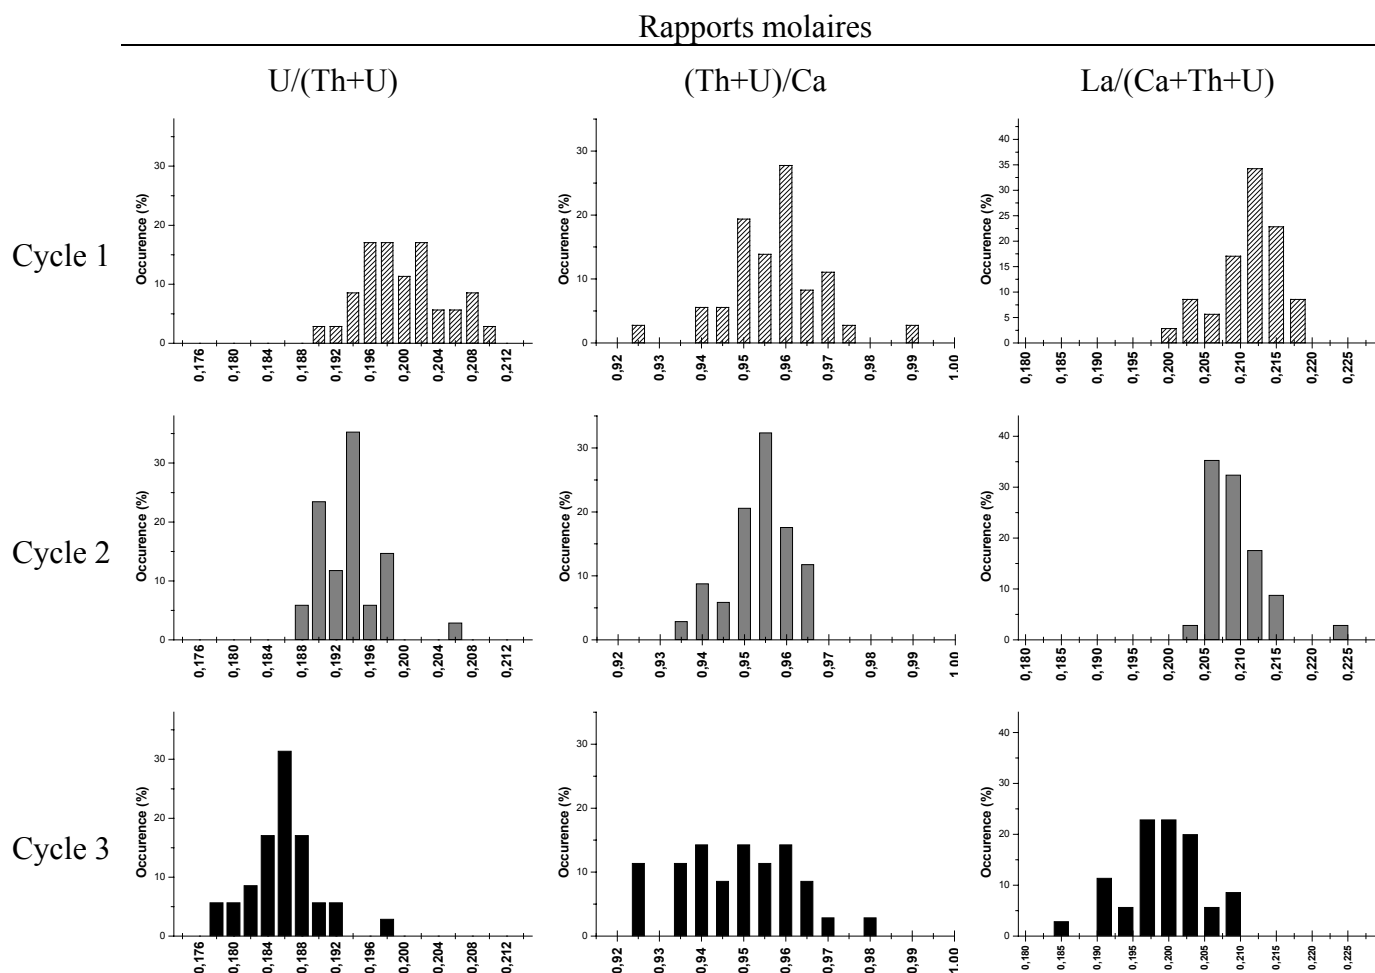 Rapports molaires
U/(Th+U) (Th+U)/Ca La/(Ca+Th+U)
Cycle 1
Occurence (%)
30
20
10
0
0,176 0,180 0,184 0,188 0,192 0,196 0,200 0,204 0,208 0,212
Occurence (%)
30
20
10
0
0,92 0,93 0,94 0,95 0,96 0,97 0,98 0,99 1.00
Occurence (%)
40
35
30
25
20
15
10
5
0
0,180 0,185 0,190 0,195 0,200 0,205 0,210 0,215 0,220 0,225
Cycle 2
Occurence (%)
30
20
10
0
0,176 0,180 0,184 0,188 0,192 0,196 0,200 0,204 0,208 0,212
Occurence (%)
30
20
10
0
0,92 0,93 0,94 0,95 0,96 0,97 0,98 0,99 1.00
Occurence (%)
40
30
20
10
0
0,180 0,185 0,190 0,195 0,200 0,205 0,210 0,215 0,220 0,225
Cycle 3
Occurence (%)
30
20
10
0
0,176 0,180 0,184 0,188 0,192 0,196 0,200 0,204 0,208 0,212
Occurence (%)
30
20
10
0
0,92 0,93 0,94 0,95 0,96 0,97 0,98 0,99 1.00
Occurence (%)
40
30
20
10
0
0,180 0,185 0,190 0,195 0,200 0,205 0,210 0,215 0,220 0,225